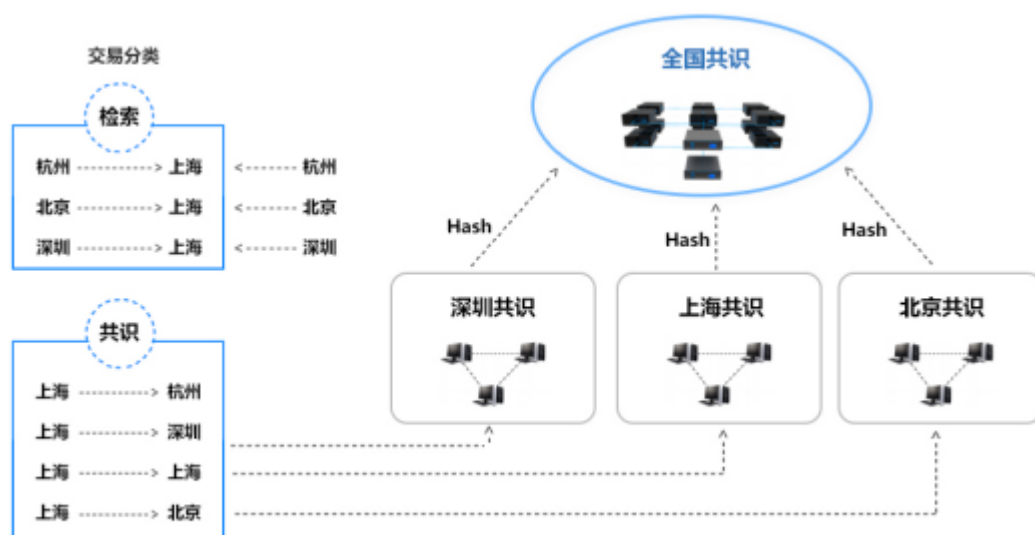 交易分类
检索
杭州 上海 杭州
北京 上海 北京
深圳 上海 深圳
共识
上海 杭州
上海 深圳
上海 上海
上海 北京
全国共识
Hash
Hash
Hash
深圳共识
上海共识
北京共识